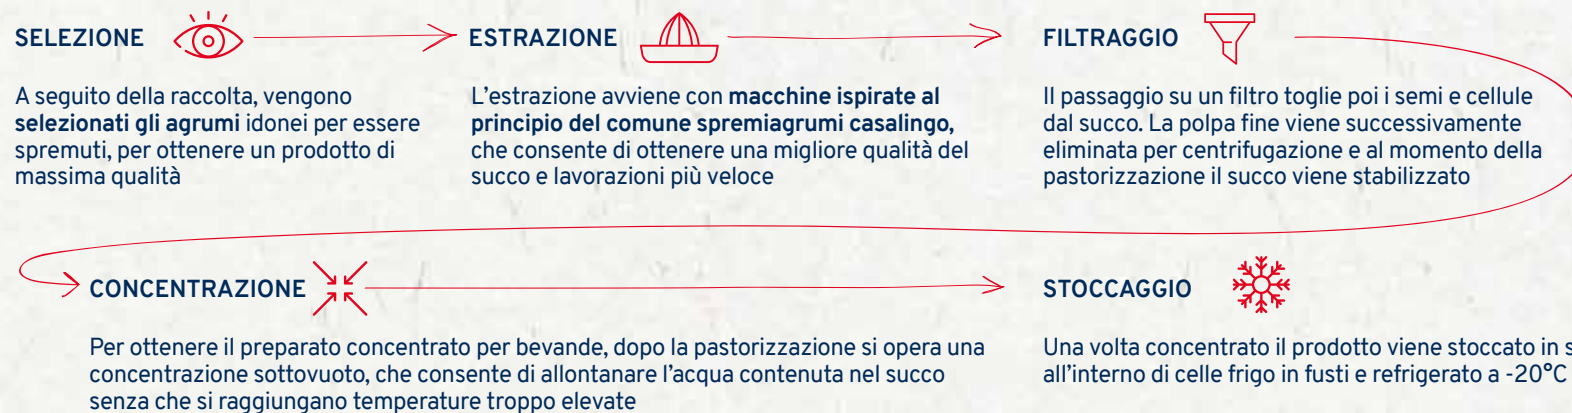 SELEZIONE
A seguito della raccolta, vengono
selezionati gli agrumi idonei per essere
spremuti, per ottenere un prodotto di
massima qualità
ESTRAZIONE
L'estrazione avviene con macchine ispirate al
principio del comune spremiagrumi casalingo,
che consente di ottenere una migliore qualità del
succo e lavorazioni più veloce
FILTRAGGIO
Il passaggio su un filtro toglie poi i semi e cellule
dal succo. La polpa fine viene successivamente
eliminata per centrifugazione e al momento della
pastorizzazione il succo viene stabilizzato
CONCENTRAZIONE
Per ottenere il preparato concentrato per bevande, dopo la pastorizzazione si opera una
concentrazione sottovuoto, che consente di allontanare l'acqua contenuta nel succo
senza che si raggiungano temperature troppo elevate
STOCCAGGIO
Una volta concentrato il prodotto viene stoccato in
all'interno di celle frigo in fusti e refrigerato a -20°C